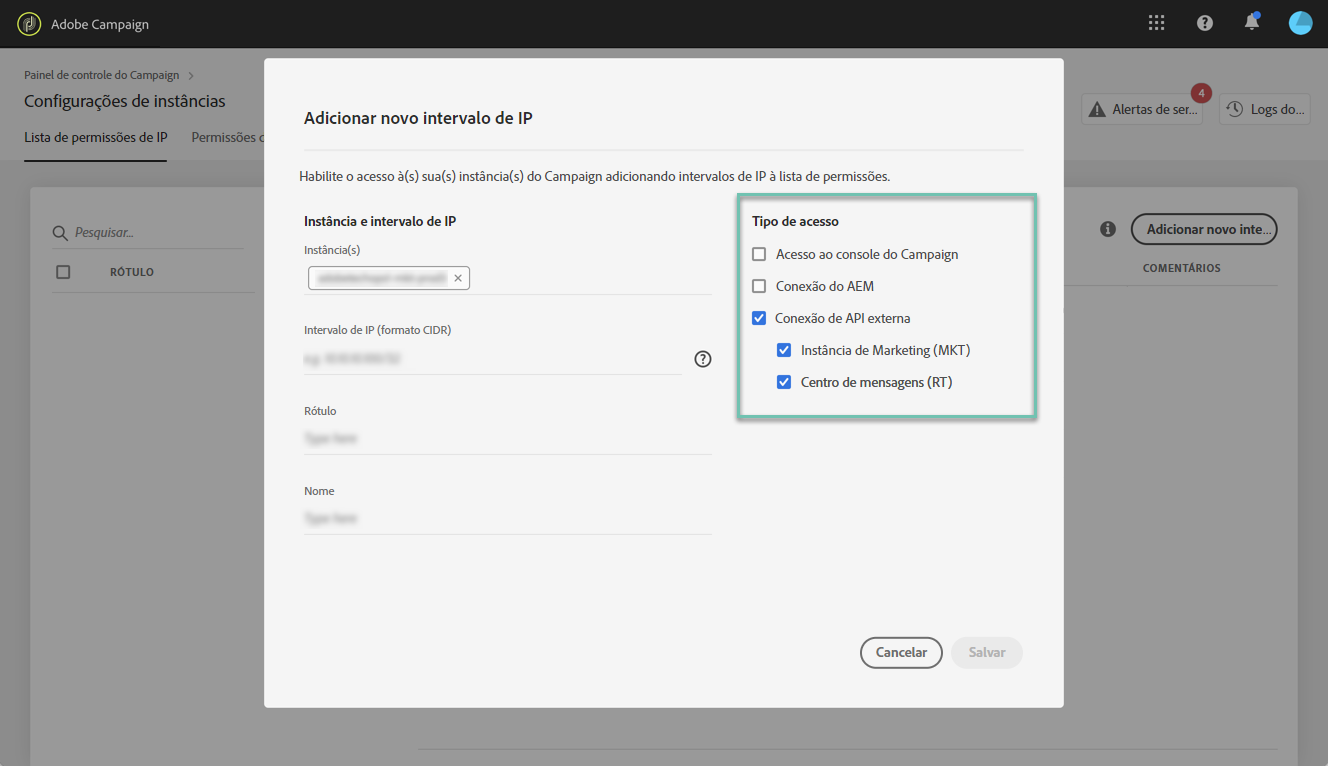 Adobe Campaign
Painel de controle do Campaign
Configurações de instâncias
Lista de permissões de IP
Permissões
4
Alertas de ser...
Logs do...
Pesquisar...
RÓTULO
Adicionar novo inte...
COMENTÁRIOS
Adicionar novo intervalo de IP
Habilite o acesso à(s) sua(s) instância(s) do Campaign adicionando intervalos de IP à lista de permissões.
Instância e intervalo de IP
Instância(s)
Intervalo de IP (formato CIDR)
Rótulo
Type here
Nome
Type here
Tipo de acesso
Acesso ao console do Campaign
Conexão do AEM
Conexão de API externa
Instância de Marketing (MKT)
Centro de mensagens (RT)
Cancelar
Salvar